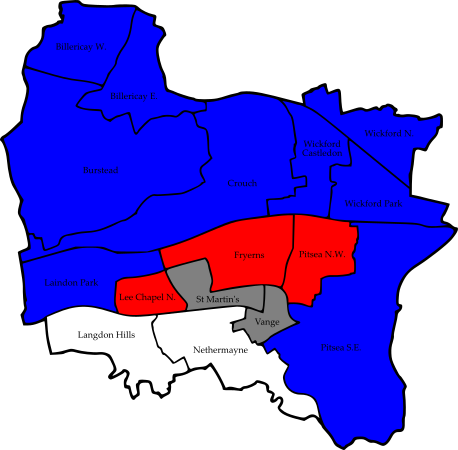 Billericay W.
Billericay E.
Wickford N.
Wickford
Castledon
Burstead
Crouch
Wickford Park
Fryerns
Pitsea N.W.
Laindon Park
Lee Chapel N.
St Martin's
Vange
Langdon Hills
Nethermayne
Pitsea S.E.